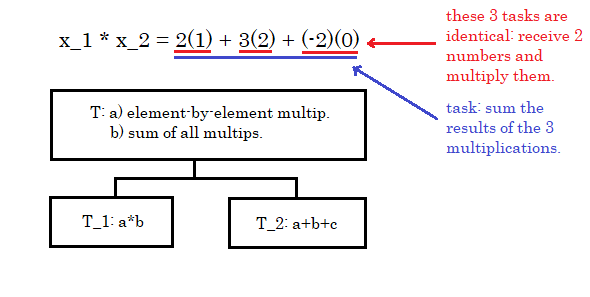 x_1 * x_2 = 2(1) + 3(2) + (-2)(0)
these 3 tasks are
identical: receive 2
numbers and
multiply them.
task: sum the
results of the 3
multiplications.
T: a) element-by-element multip.
b) sum of all multips.
T_1: a*b
T_2: a+b+c